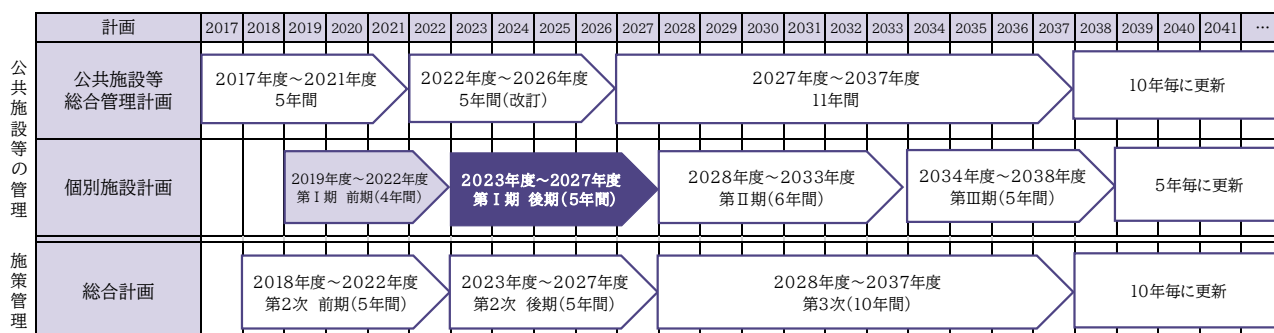 計画 2017 2018 2019 2020 2021 2022 2023 2024 2025 2026 2027 2028 2029 2030 2031 2032 2033 2034 2035 2036 2037 2038 2039 2040 2041 …
公共施設等の管理
公共施設等
総合管理計画
2017年度～2021年度
5年間
2022年度～2026年度
5年間(改訂)
2027年度～2037年度
11年間
10年毎に更新
個別施設計画
2019年度～2022年度
第Ⅰ期 前期(4年間)
2023年度～2027年度
第Ⅰ期 後期(5年間)
2028年度～2033年度
第Ⅱ期(6年間)
2034年度～2038年度
第Ⅲ期(5年間)
5年毎に更新
施策管理
総合計画
2018年度～2022年度
第2次 前期(5年間)
2023年度～2027年度
第2次 後期(5年間)
2028年度～2037年度
第3次(10年間)
10年毎に更新